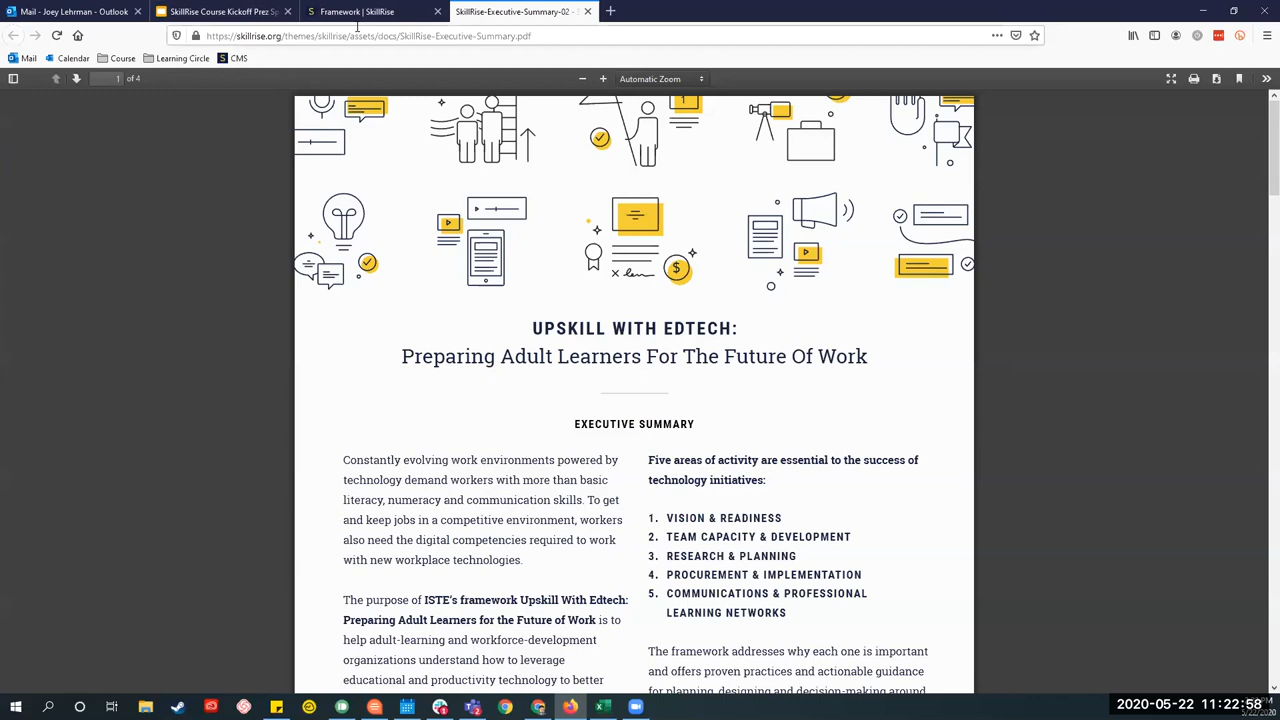 Mail - Joey Lehrman - Outlook
SkillRise Course Kickoff Prez Sp
Framework | SkillRise
SkillRise-Executive-Summary-02 -
https://skillrise.org/themes/skillrise/assets/docs/SkillRise-Executive-Summary.pdf
Mail
Calendar
Course
Learning Circle
CMS
1 of 4
Automatic Zoom
1
$
UPSKILL WITH EDTECH:
Preparing Adult Learners For The Future Of Work
EXECUTIVE SUMMARY
Constantly evolving work environments powered by
technology demand workers with more than basic
literacy, numeracy and communication skills. To get
and keep jobs in a competitive environment, workers
also need the digital competencies required to work
with new workplace technologies.
The purpose of ISTE's framework Upskill With Edtech:
Preparing Adult Learners for the Future of Work is to
help adult-learning and workforce-development
organizations understand how to leverage
educational and productivity technology to better
Five areas of activity are essential to the success of
technology initiatives:
1. VISION & READINESS
2. TEAM CAPACITY & DEVELOPMENT
3. RESEARCH & PLANNING
4. PROCUREMENT & IMPLEMENTATION
5. COMMUNICATIONS & PROFESSIONAL
LEARNING NETWORKS
The framework addresses why each one is important
and offers proven practices and actionable guidance
for planning, designing and decision-making around
2020-05-22 11:22:58